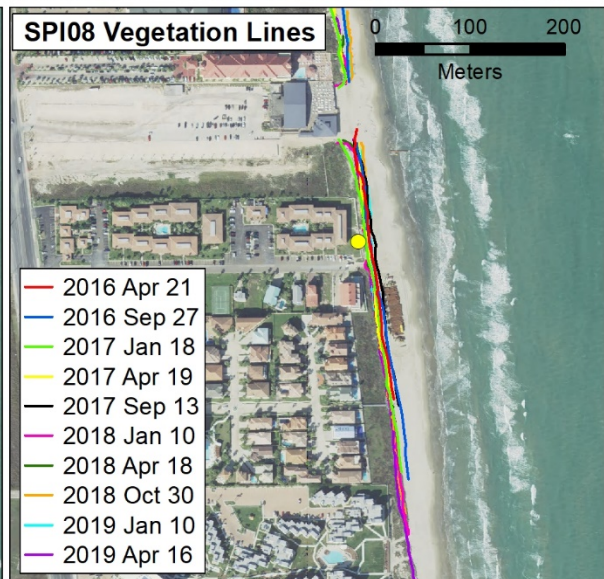 SPI08 Vegetation Lines
0 100 200
Meters
2016 Apr 21
2016 Sep 27
2017 Jan 18
2017 Apr 19
2017 Sep 13
2018 Jan 10
2018 Apr 18
2018 Oct 30
2019 Jan 10
2019 Apr 16